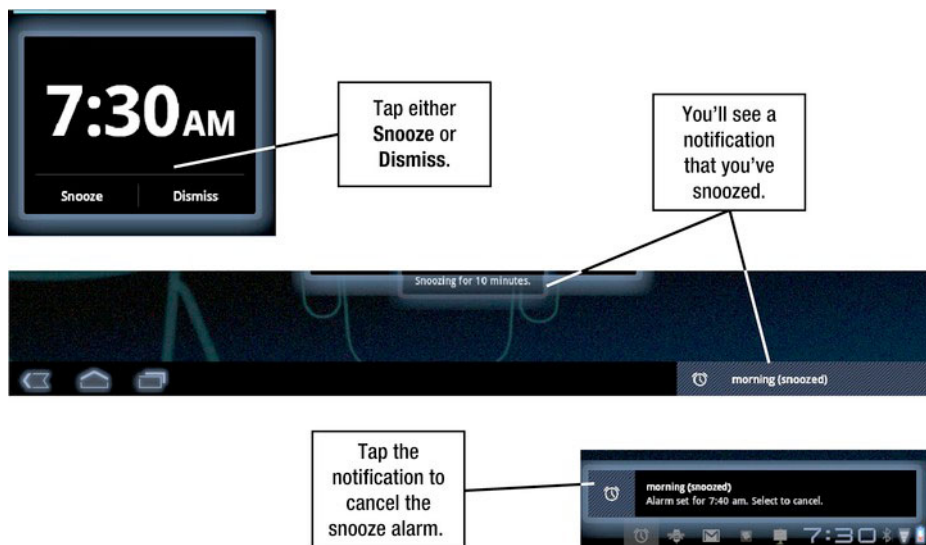 7:30AM
Snooze Dismiss
Tap either
Snooze or
Dismiss.
You'll see a
notification
that you've
snoozed.
Snoozing for 10 minutes.
morning (snoozed)
Tap the
notification to
cancel the
snooze alarm.
morning (snoozed)
Alarm set for 7:40 am. Select to cancel.
7:30